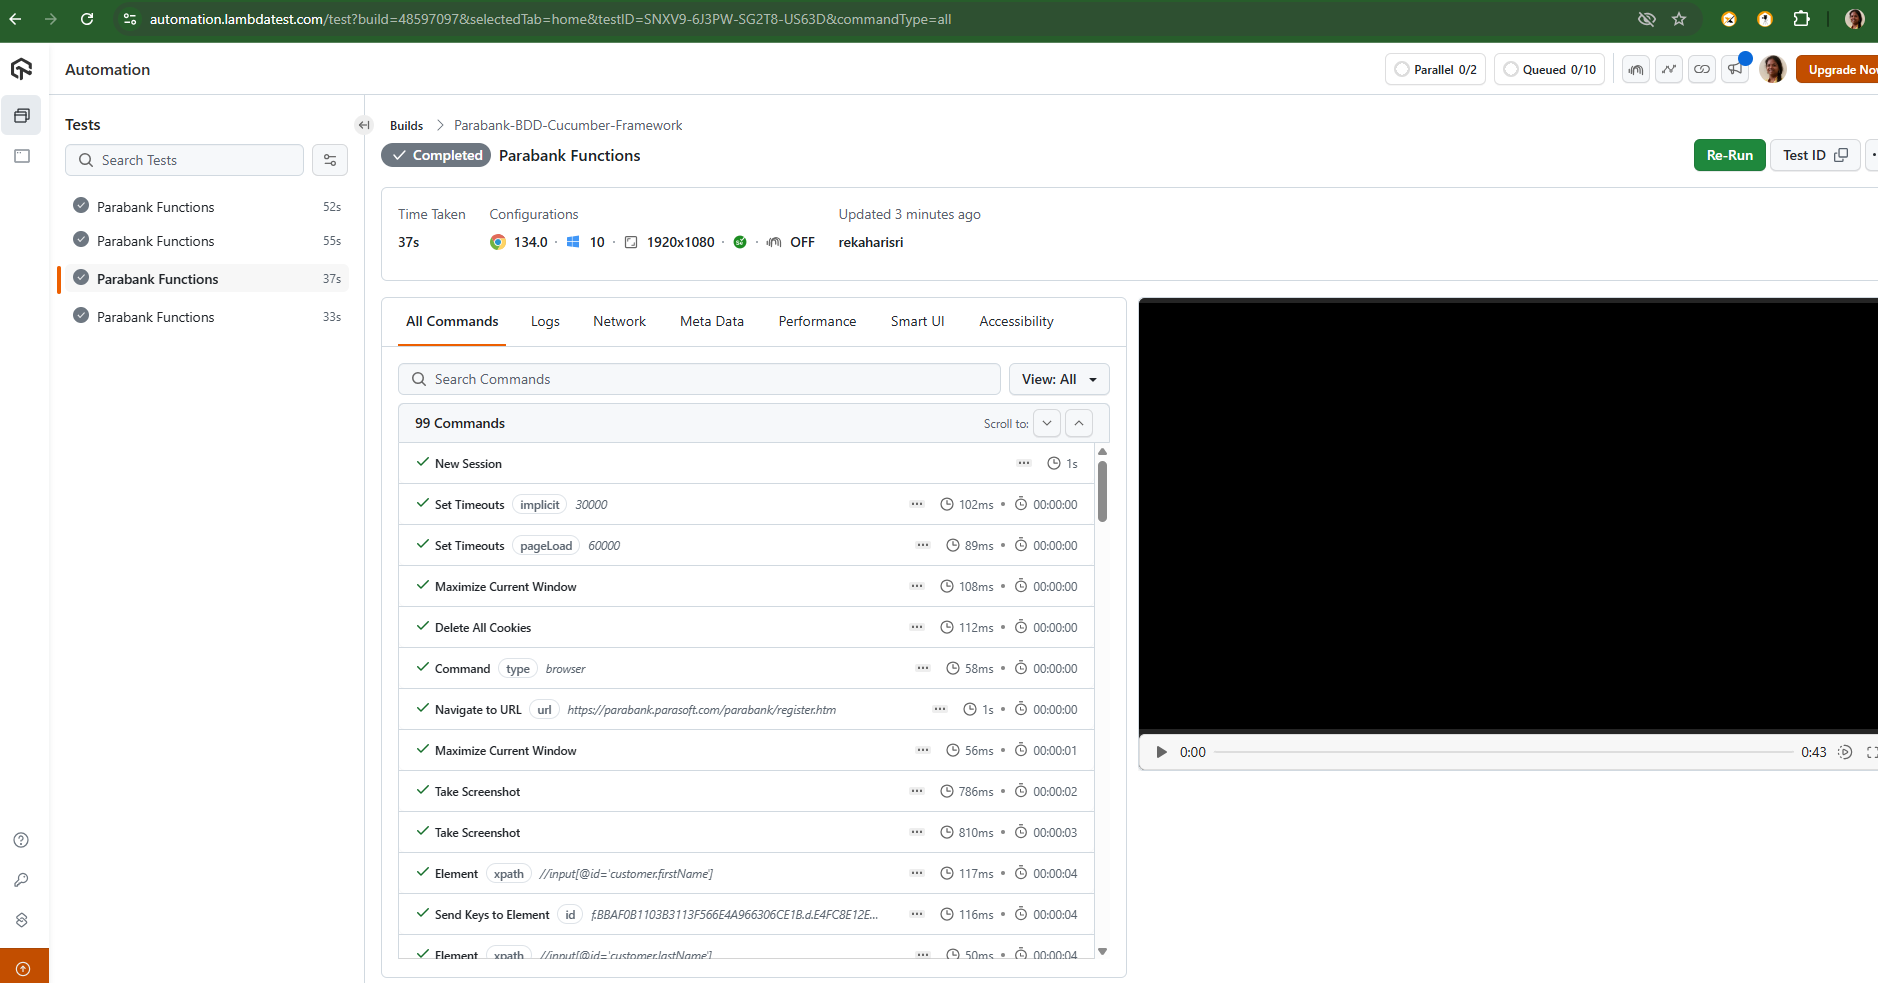 automation.lambdatest.com/test?build=48597097&selectedTab=home&testID=SNXV9-6J3PW-SG2T8-US63D&commandType=all
Automation
Parallel 0/2
Queued 0/10
Upgrade Now
Tests
Search Tests
Parabank Functions 52s
Parabank Functions 55s
Parabank Functions 37s
Parabank Functions 33s
Builds > Parabank-BDD-Cucumber-Framework
Completed Parabank Functions
Re-Run
Test ID
Time Taken Configurations Updated 3 minutes ago
37s 134.0 · 10 · 1920x1080 · · OFF rekaharisri
All Commands Logs Network Meta Data Performance Smart UI Accessibility
Search Commands
View: All
99 Commands Scroll to:
New Session ··· 1s
Set Timeouts implicit 30000 ··· 102ms • 00:00:00
Set Timeouts pageLoad 60000 ··· 89ms • 00:00:00
Maximize Current Window ··· 108ms • 00:00:00
Delete All Cookies ··· 112ms • 00:00:00
Command type browser ··· 58ms • 00:00:00
Navigate to URL url https://parabank.parasoft.com/parabank/register.htm ··· 1s • 00:00:00
Maximize Current Window ··· 56ms • 00:00:01
Take Screenshot ··· 786ms • 00:00:02
Take Screenshot ··· 810ms • 00:00:03
Element xpath //input[@id='customer.firstName'] ··· 117ms • 00:00:04
Send Keys to Element id f.BBAF0B1103B3113F566E4A966306CE1B.d.E4FC8E12E... ··· 116ms • 00:00:04
Element xpath //input[@id='customer.lastName'] ··· 50ms • 00:00:04
0:00 0:43